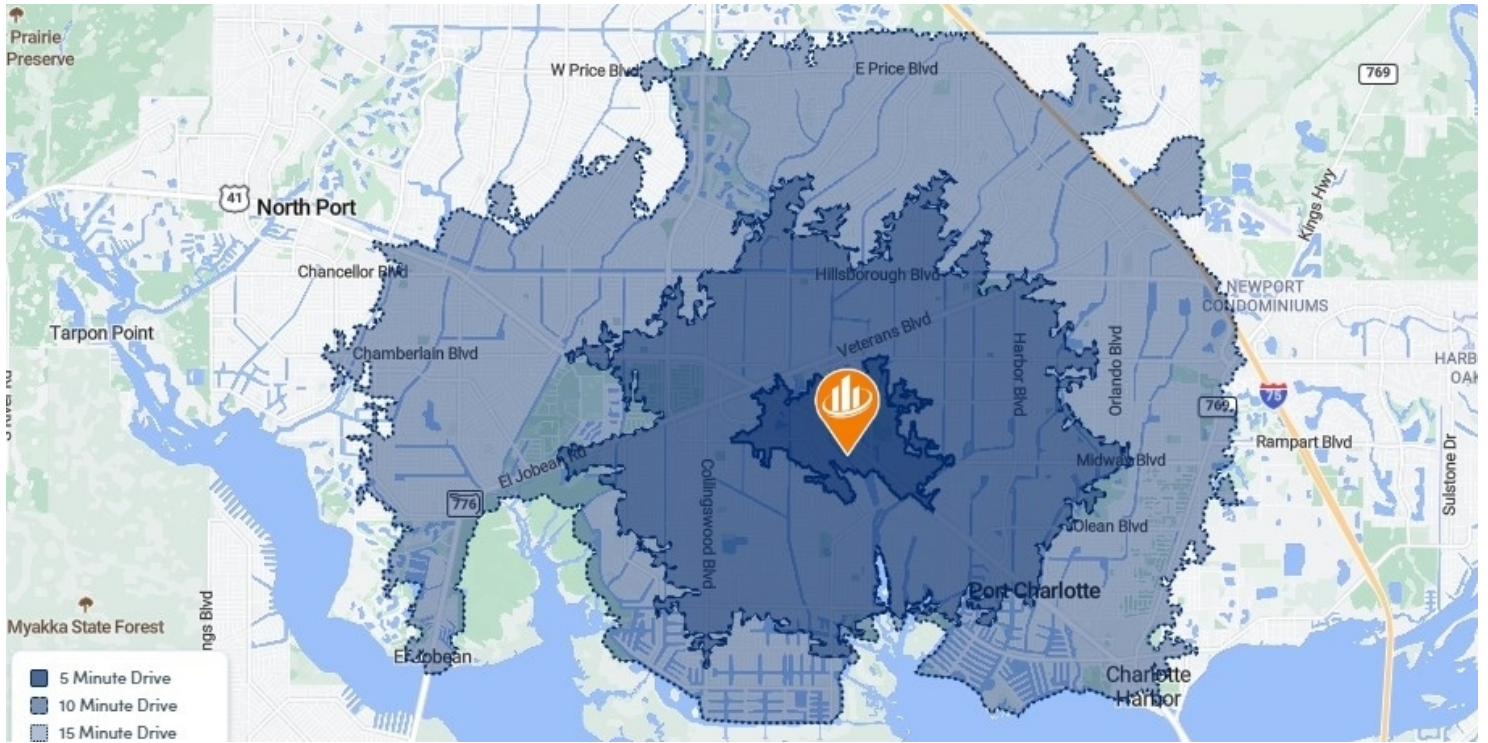 Prairie
Preserve
W Price Blvd
E Price Blvd
769
41
North Port
Kings Hwy
Chancellor Blvd
Hillsborough Blvd
NEWPORT
CONDOMINIUMS
Tarpon Point
Veterans Blvd
Chamberlain Blvd
Harbor Blvd
Orlando Blvd
75
769
Rampart Blvd
El Jobean Rd
Midway Blvd
Sulstone Dr
776
Collingswood Blvd
Olean Blvd
Port Charlotte
Myakka State Forest
El Jobean
Charlotte
Harbor
5 Minute Drive
10 Minute Drive
15 Minute Drive